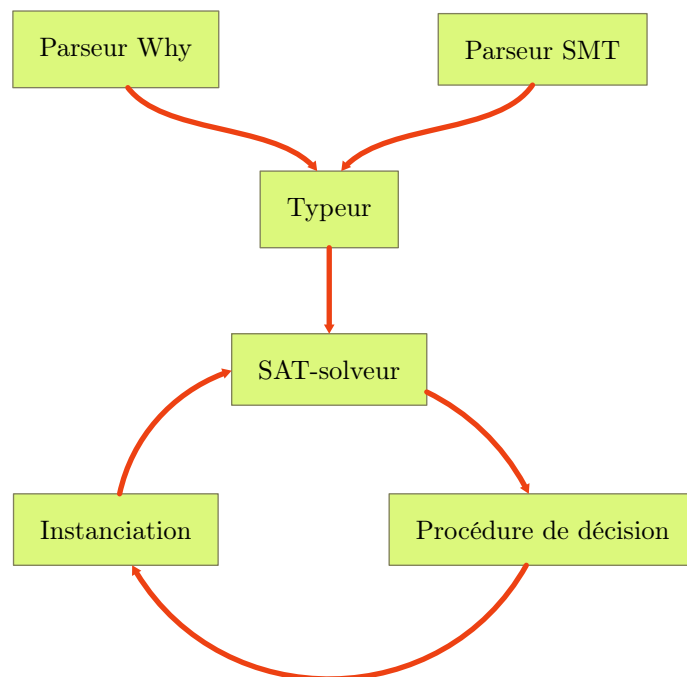 Parseur Why
Parseur SMT
Typeur
SAT-solveur
Instanciation
Procédure de décision